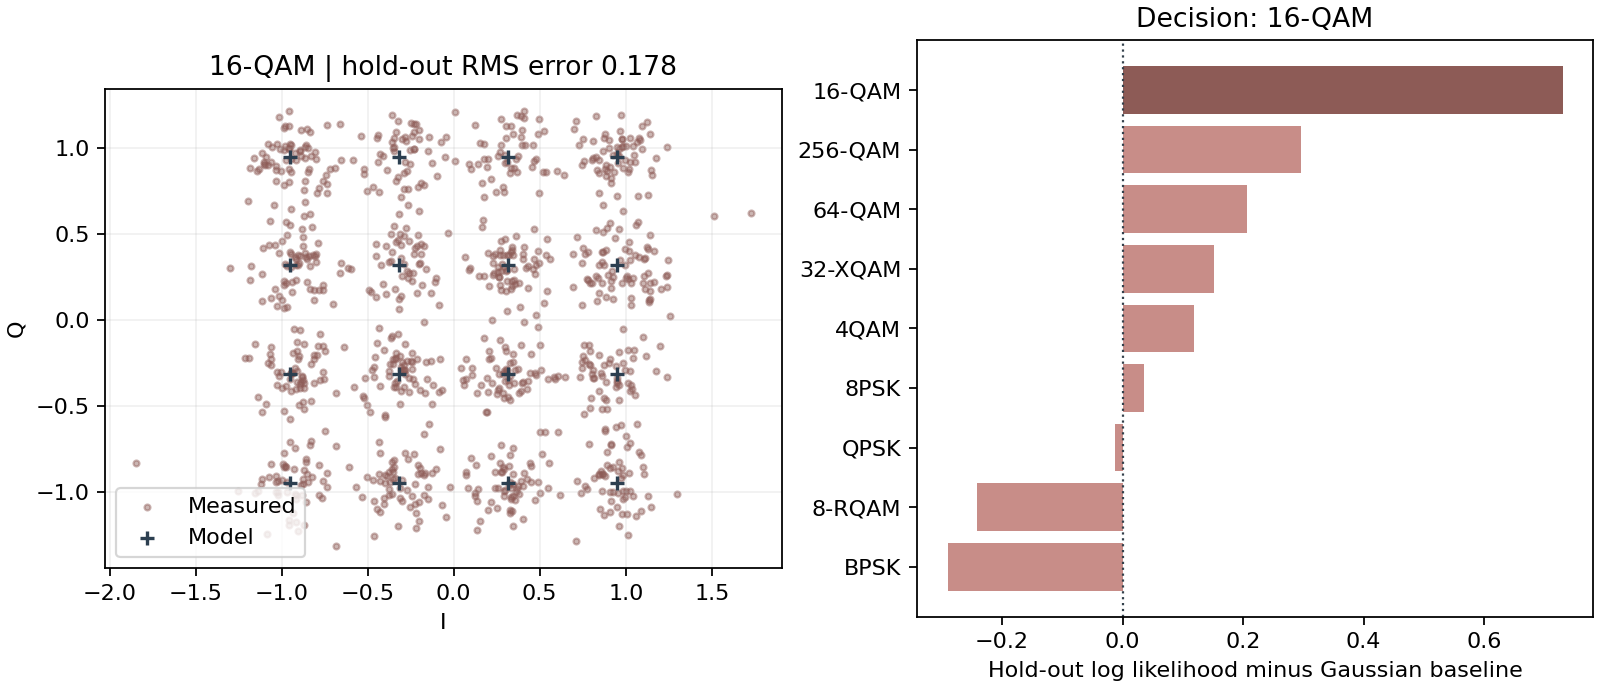 16-QAM | hold-out RMS error 0.178
1.0
0.5
0.0
−0.5
−1.0
Q
Measured
Model
−2.0 −1.5 −1.0 −0.5 0.0 0.5 1.0 1.5
I
Decision: 16-QAM
16-QAM
256-QAM
64-QAM
32-XQAM
4QAM
8PSK
QPSK
8-RQAM
BPSK
−0.2 0.0 0.2 0.4 0.6
Hold-out log likelihood minus Gaussian baseline